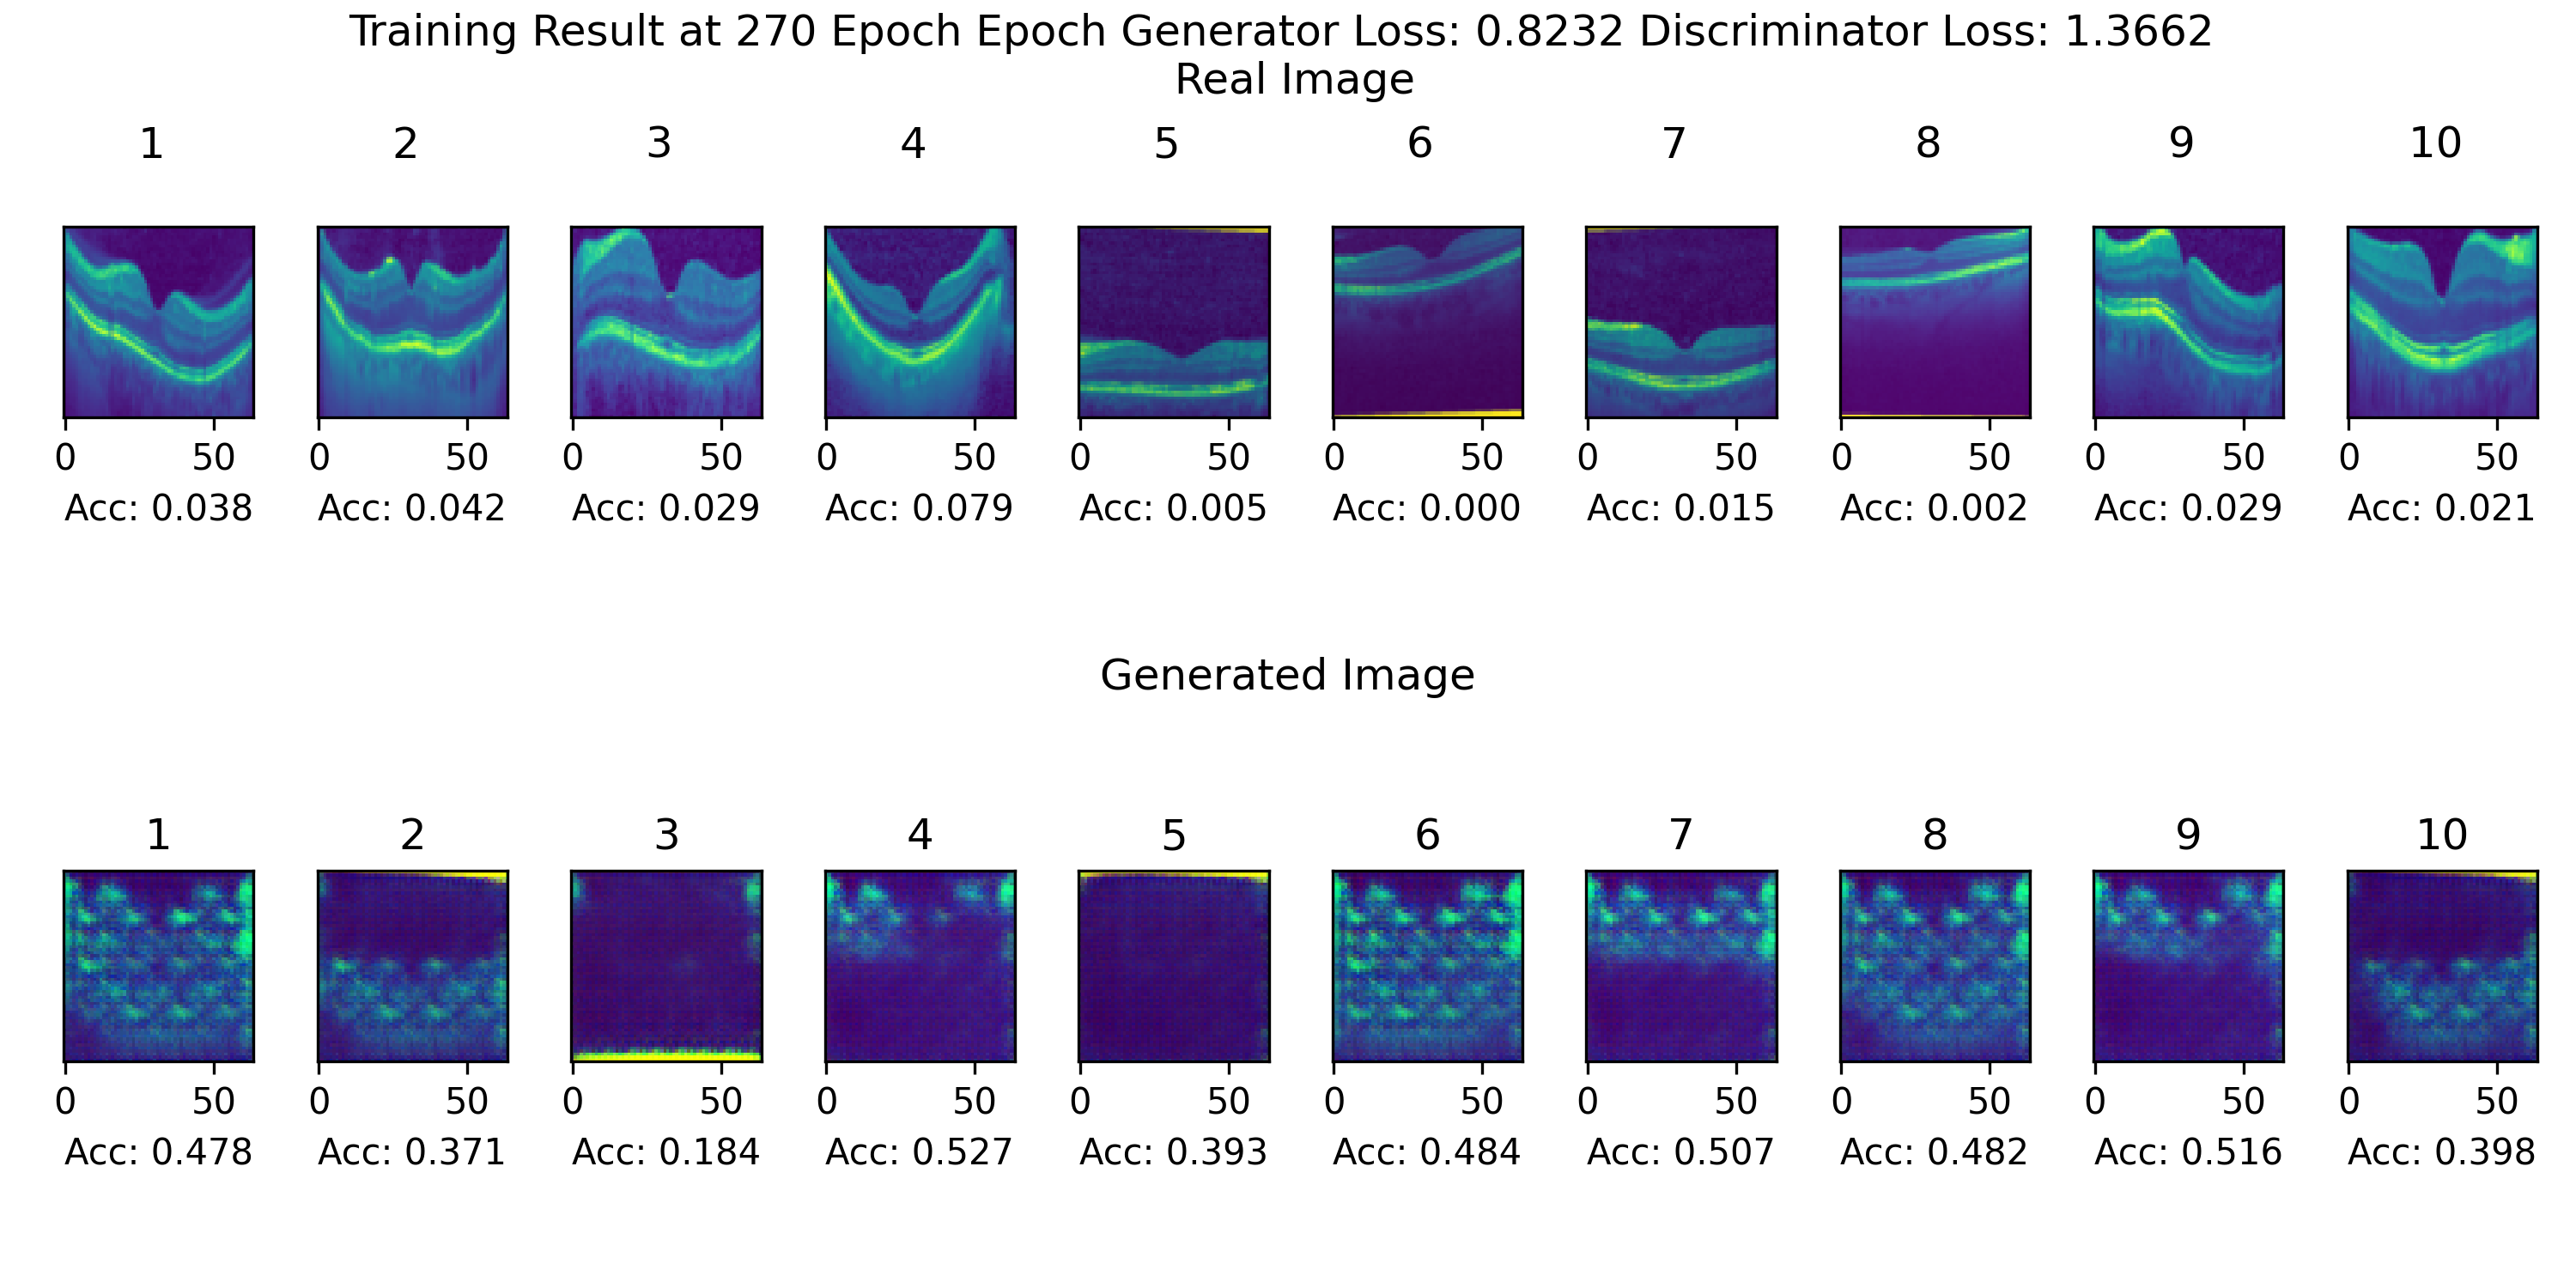 Training Result at 270 Epoch Epoch Generator Loss: 0.8232 Discriminator Loss: 1.3662
Real Image
1 2 3 4 5 6 7 8 9 10
0 50 0 50 0 50 0 50 0 50 0 50 0 50 0 50 0 50 0 50
Acc: 0.038 Acc: 0.042 Acc: 0.029 Acc: 0.079 Acc: 0.005 Acc: 0.000 Acc: 0.015 Acc: 0.002 Acc: 0.029 Acc: 0.021
Generated Image
1 2 3 4 5 6 7 8 9 10
0 50 0 50 0 50 0 50 0 50 0 50 0 50 0 50 0 50 0 50
Acc: 0.478 Acc: 0.371 Acc: 0.184 Acc: 0.527 Acc: 0.393 Acc: 0.484 Acc: 0.507 Acc: 0.482 Acc: 0.516 Acc: 0.398